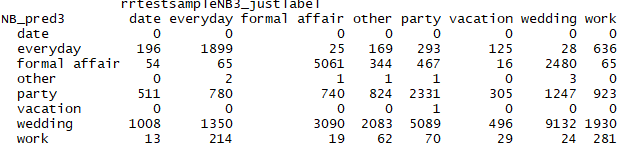 rrtestsampleNB3_justlabel
NB_pred3 date everyday formal affair other party vacation wedding work
date 0 0 0 0 0 0 0 0
everyday 196 1899 25 169 293 125 28 636
formal affair 54 65 5061 344 467 16 2480 65
other 0 2 1 1 1 0 3 0
party 511 780 740 824 2331 305 1247 923
vacation 0 0 0 0 1 0 0 0
wedding 1008 1350 3090 2083 5089 496 9132 1930
work 13 214 19 62 70 29 24 281